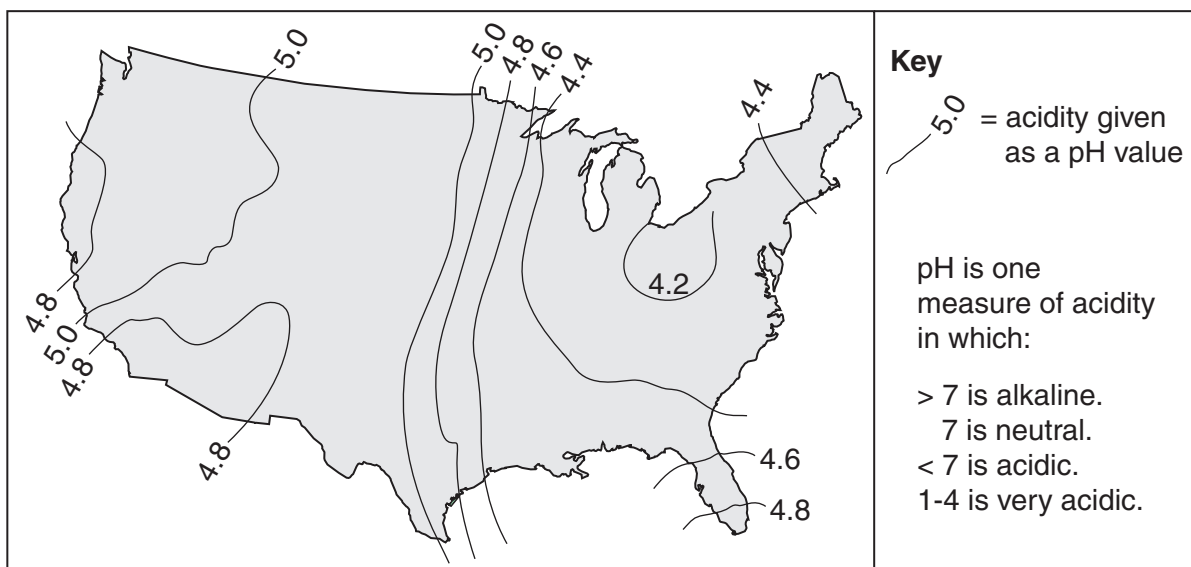 5.0
5.0
4.8
4.6
4.4
4.4
4.2
4.8
5.0
4.8
4.8
4.6
4.8
Key
5.0
= acidity given
as a pH value
pH is one
measure of acidity
in which:
> 7 is alkaline.
7 is neutral.
< 7 is acidic.
1-4 is very acidic.